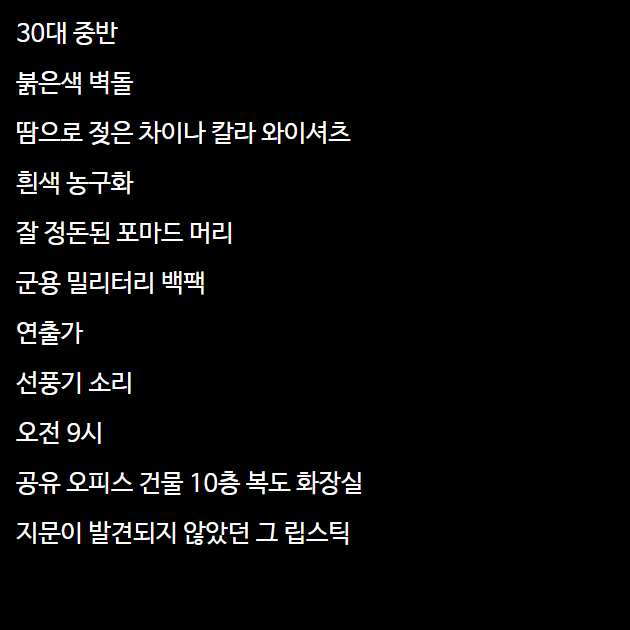 30대 중반
붉은색 벽돌
땀으로 젖은 차이나 칼라 와이셔츠
흰색 농구화
잘 정돈된 포마드 머리
군용 밀리터리 백팩
연출가
선풍기 소리
오전 9시
공유 오피스 건물 10층 복도 화장실
지문이 발견되지 않았던 그 립스틱